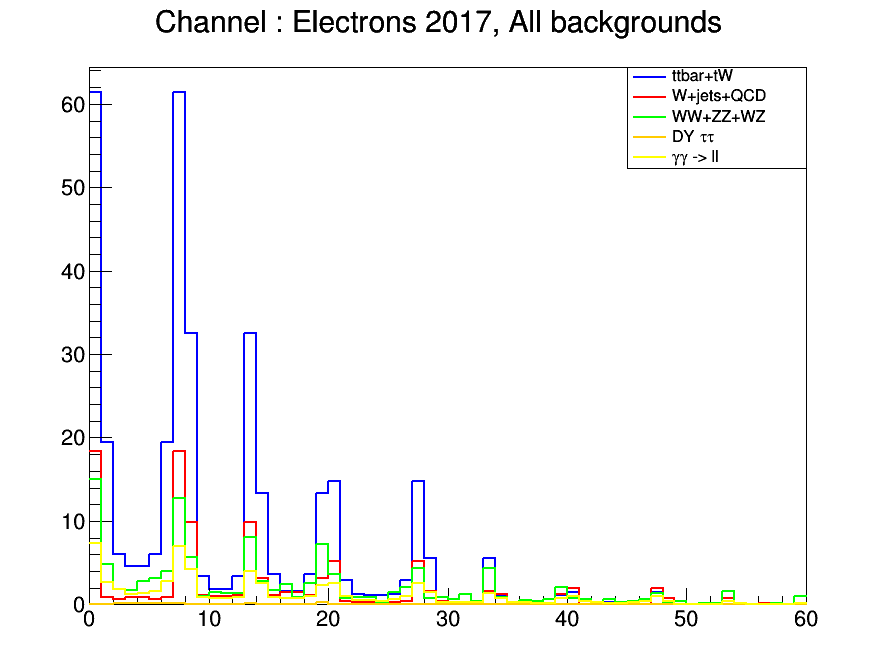 Channel : Electrons 2017, All backgrounds
ttbar+tW
W+jets+QCD
WW+ZZ+WZ
DY ττ
γγ -> ll
60
50
40
30
20
10
0
0 10 20 30 40 50 60